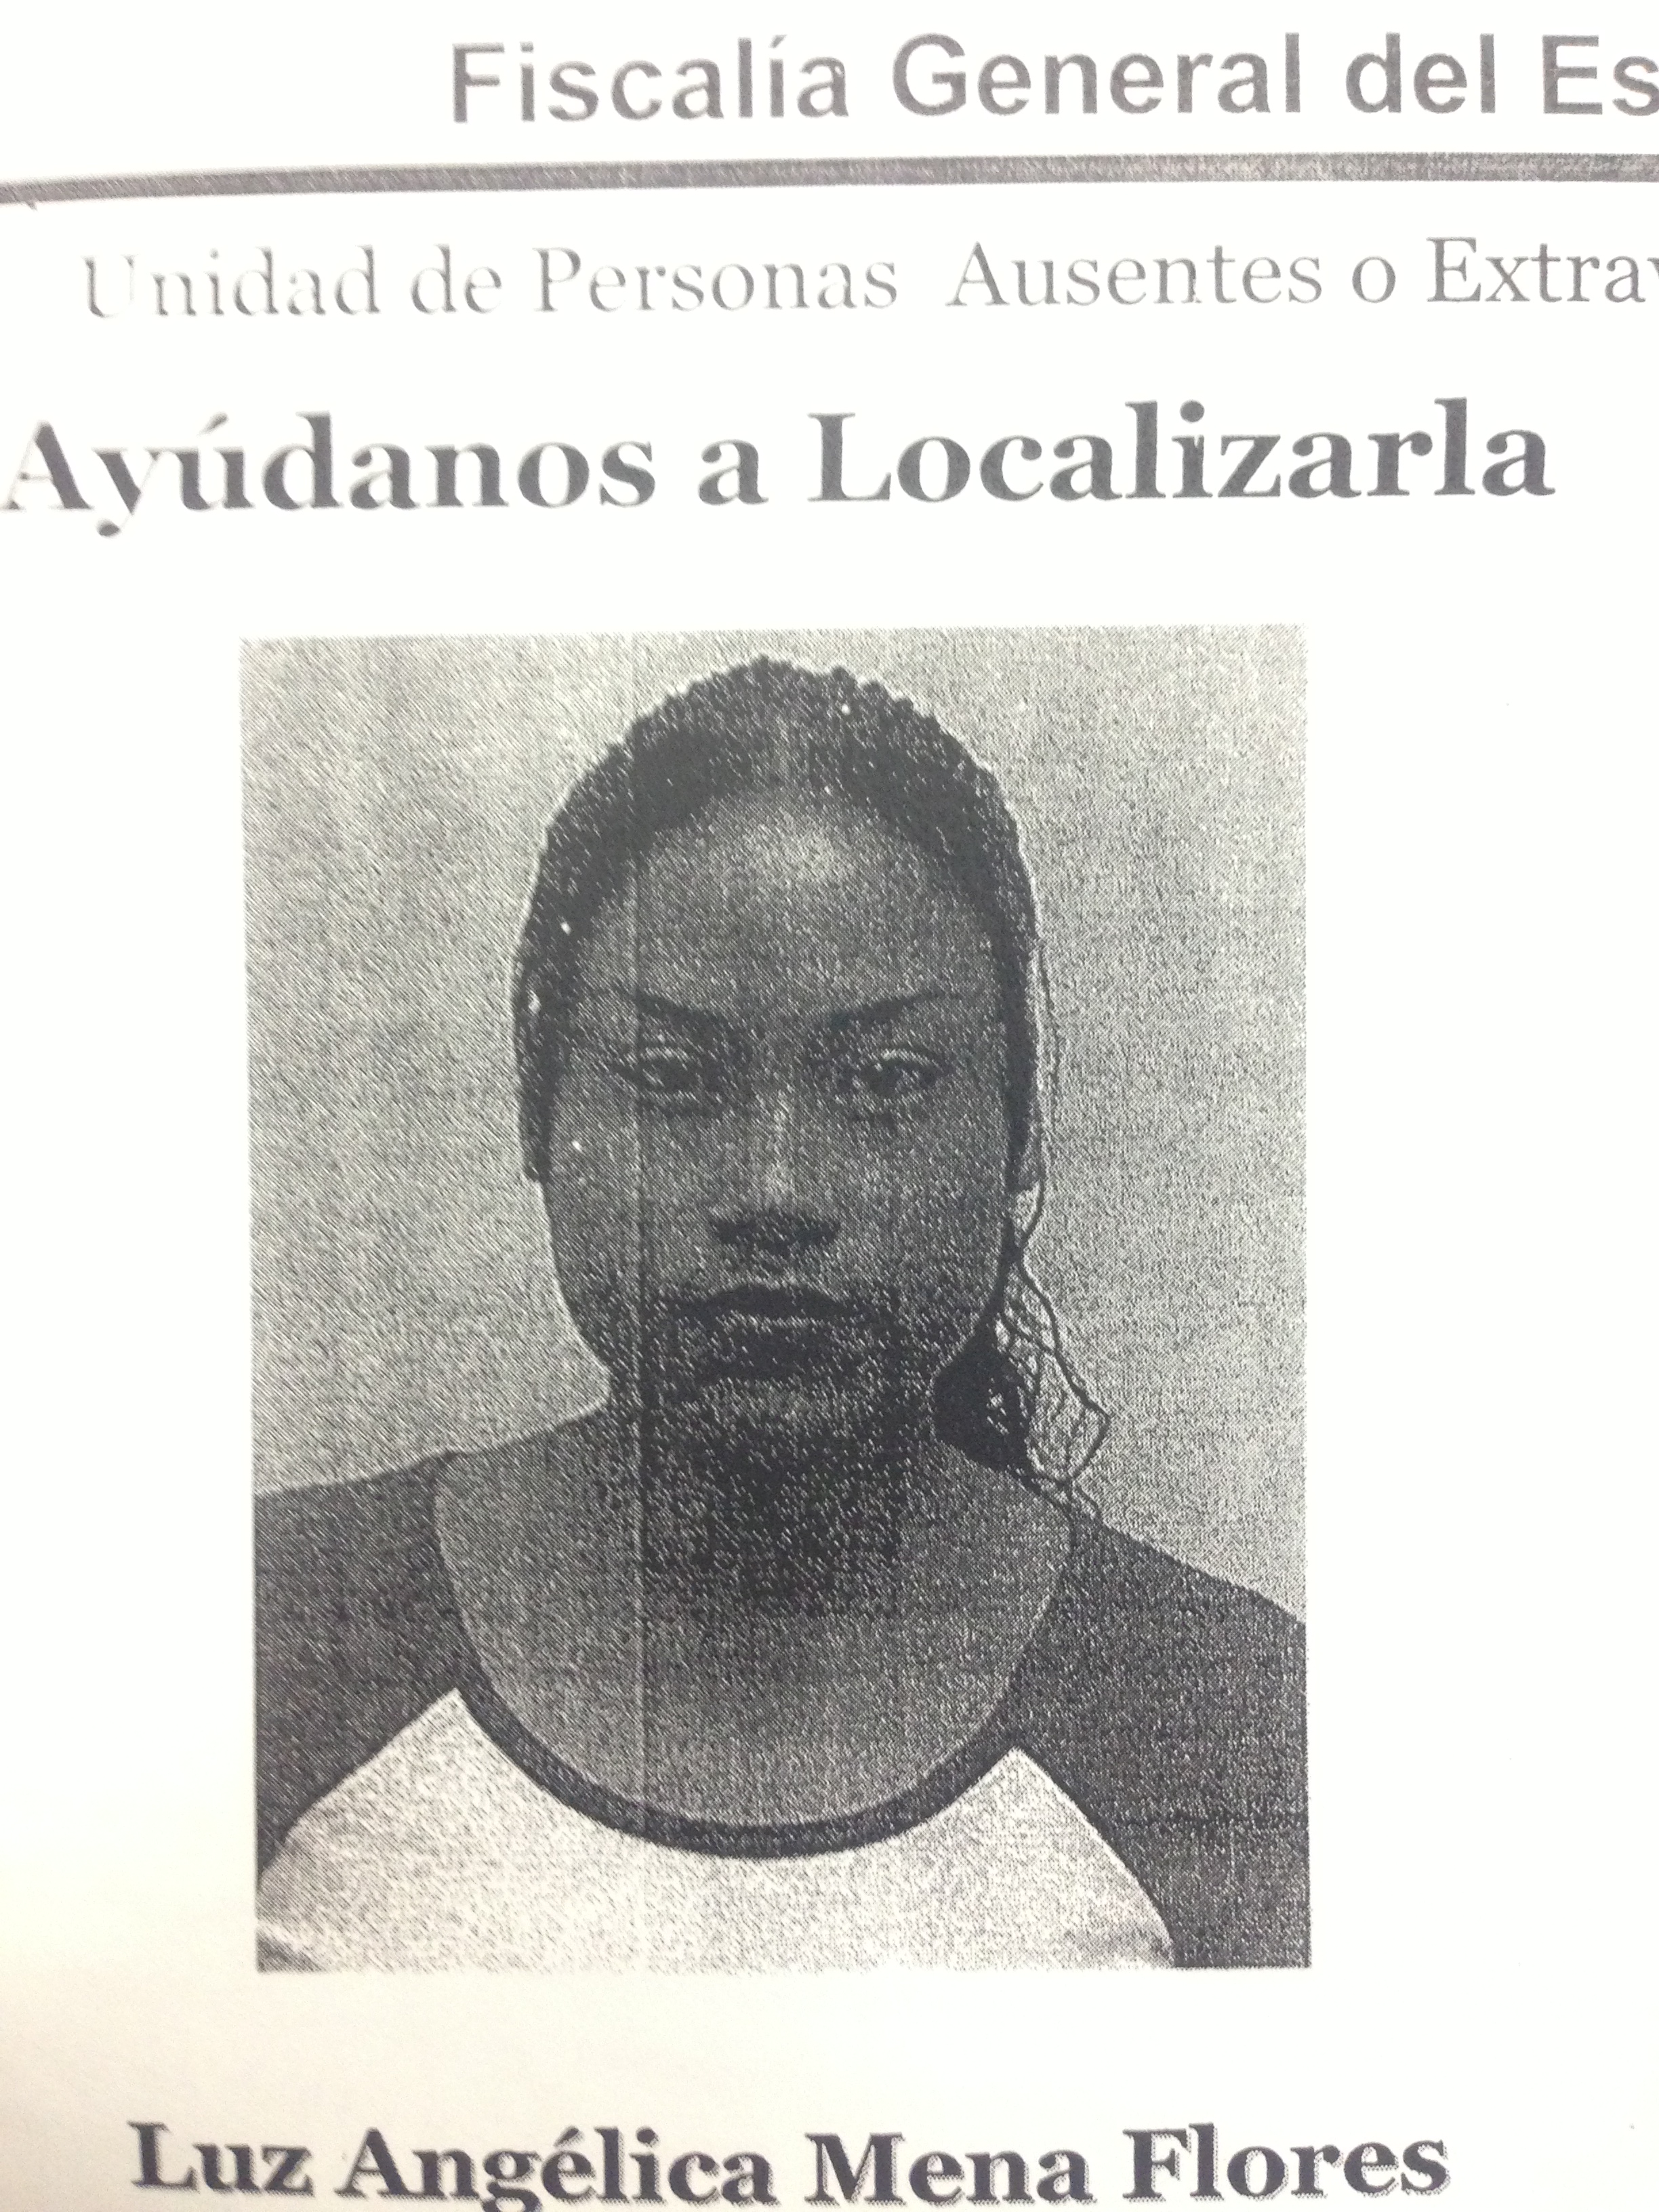 Fiscalía General del Es
Unidad de Personas Ausentes o Extrav
Ayúdanos a Localizarla
Luz Angélica Mena Flores